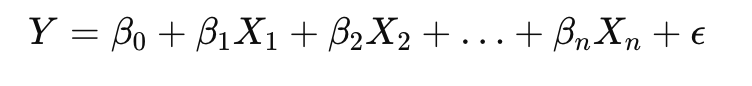 Y = β₀ + β₁X₁ + β₂X₂ + ... + βₙXₙ + ϵ